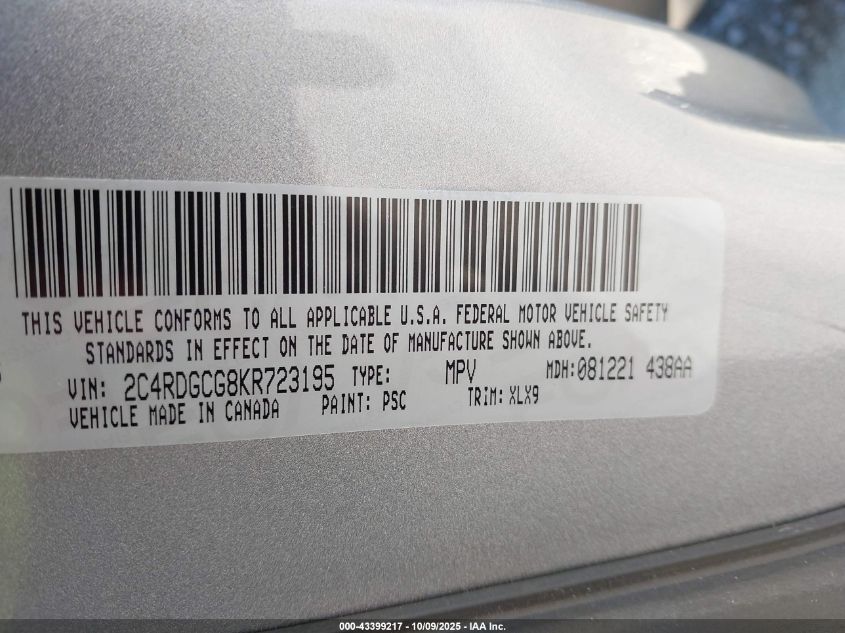 THIS VEHICLE CONFORMS TO ALL APPLICABLE U.S.A. FEDERAL MOTOR VEHICLE SAFETY
STANDARDS IN EFFECT ON THE DATE OF MANUFACTURE SHOWN ABOVE.
VIN: 2C4RDGCG8KR723195 TYPE: MPV MDH:081221 438AA
VEHICLE MADE IN CANADA PAINT: PSC TRIM: XLX9
000-43399217 - 10/09/2025 - IAA Inc.